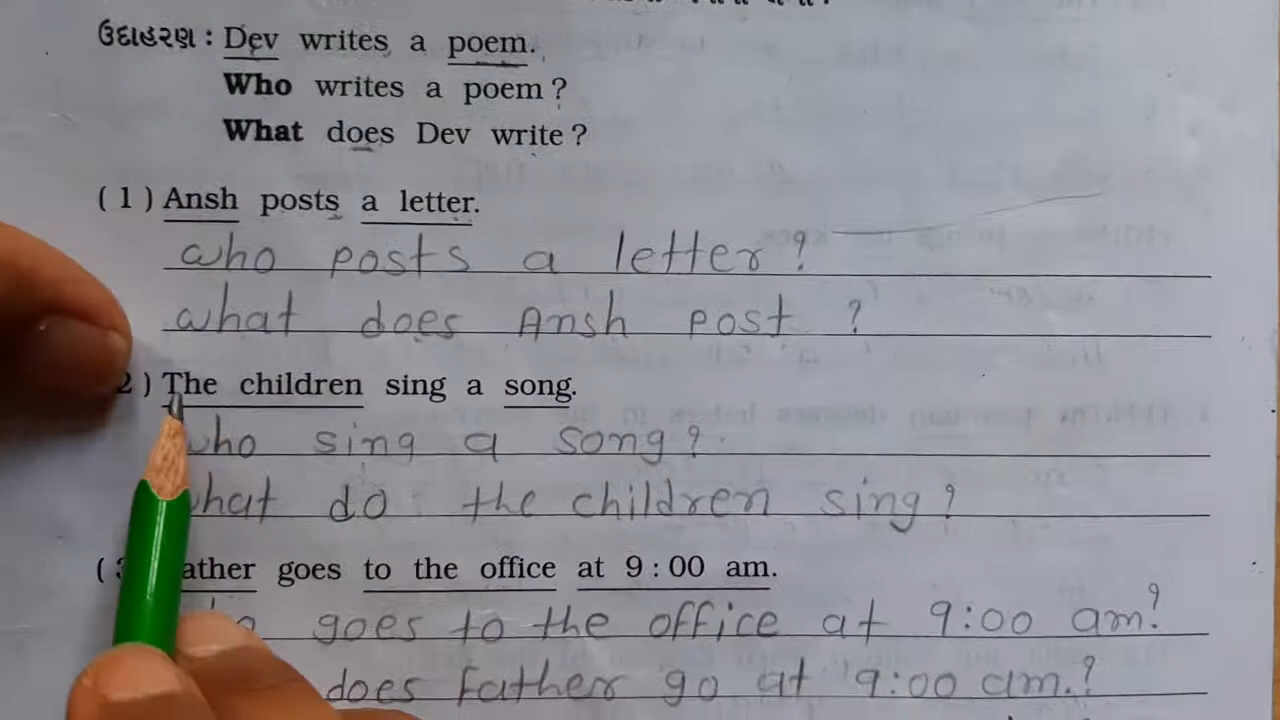 ઉદાહરણ : Dev writes a poem.
Who writes a poem ?
What does Dev write ?
( 1 ) Ansh posts a letter.
who posts a letter ?
what does Ansh post ?
2 ) The children sing a song.
who sing a song ?
what do the children sing ?
( ather goes to the office at 9 : 00 am.
goes to the office at 9:00 am ?
does Father go at 9:00 am. ?